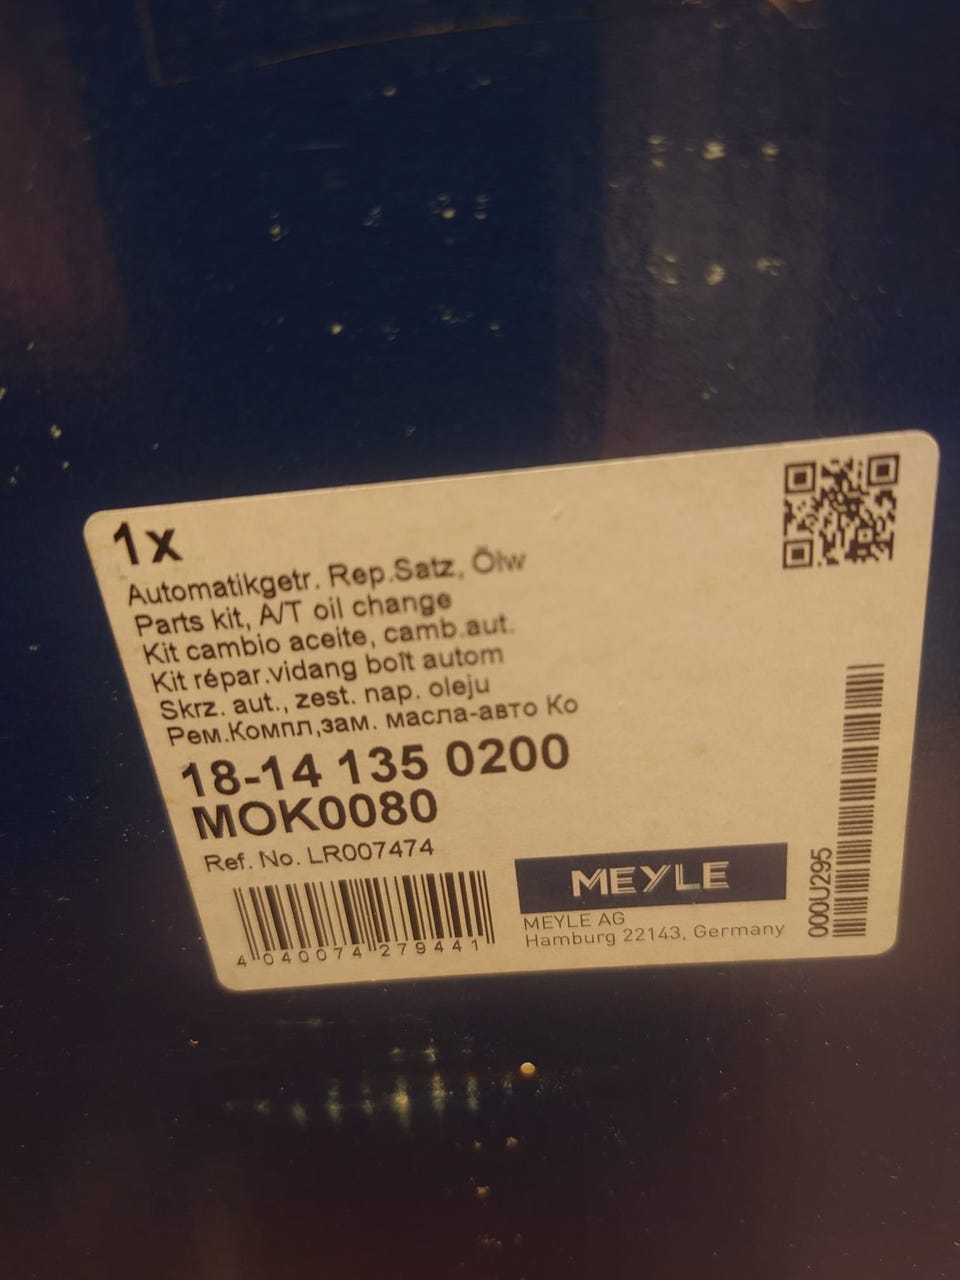 1x
Automatikgetr. Rep.Satz, Ölw
Parts kit, A/T oil change
Kit cambio aceite, camb.aut.
Kit répar.vidang boît autom
Skrz. aut., zest. nap. oleju
Рем.Компл,зам. масла-авто Ко
18-14 135 0200
MOK0080
Ref. No. LR007474
4 040074 279441
MEYLE
MEYLE AG
Hamburg 22143, Germany
000U295